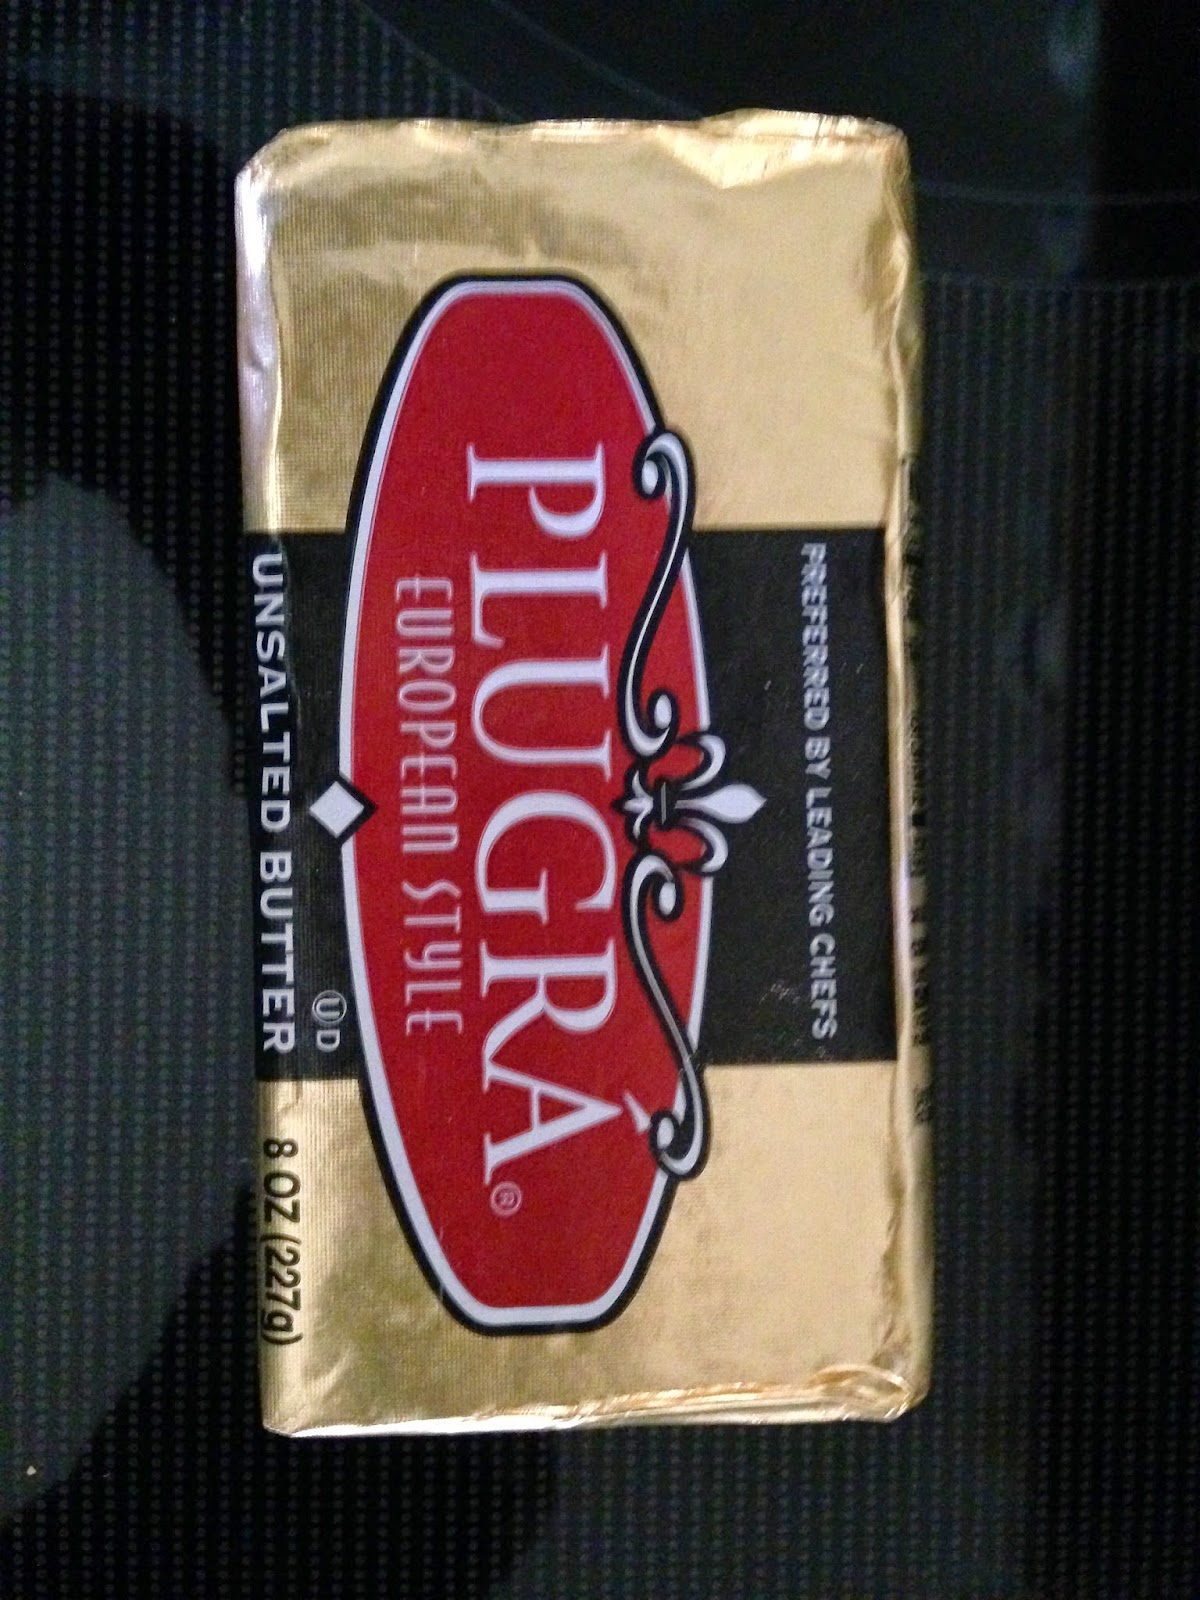 PREFERRED BY LEADING CHEFS
PLUGRÁ®
EUROPEAN STYLE
Ⓤ D
UNSALTED BUTTER
8 OZ (227g)